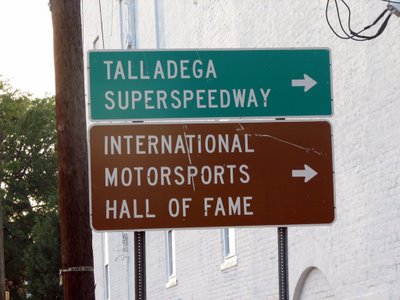 TALLADEGA
SUPERSPEEDWAY
INTERNATIONAL
MOTORSPORTS
HALL OF FAME